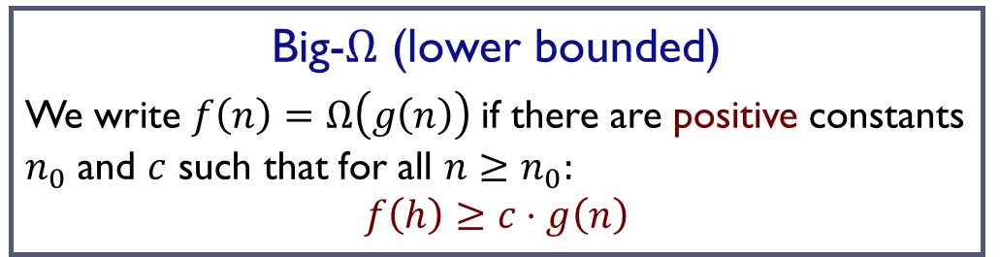 Big-Ω (lower bounded)
We write f(n) = Ω(g(n)) if there are positive constants
n₀ and c such that for all n ≥ n₀:
f(h) ≥ c · g(n)